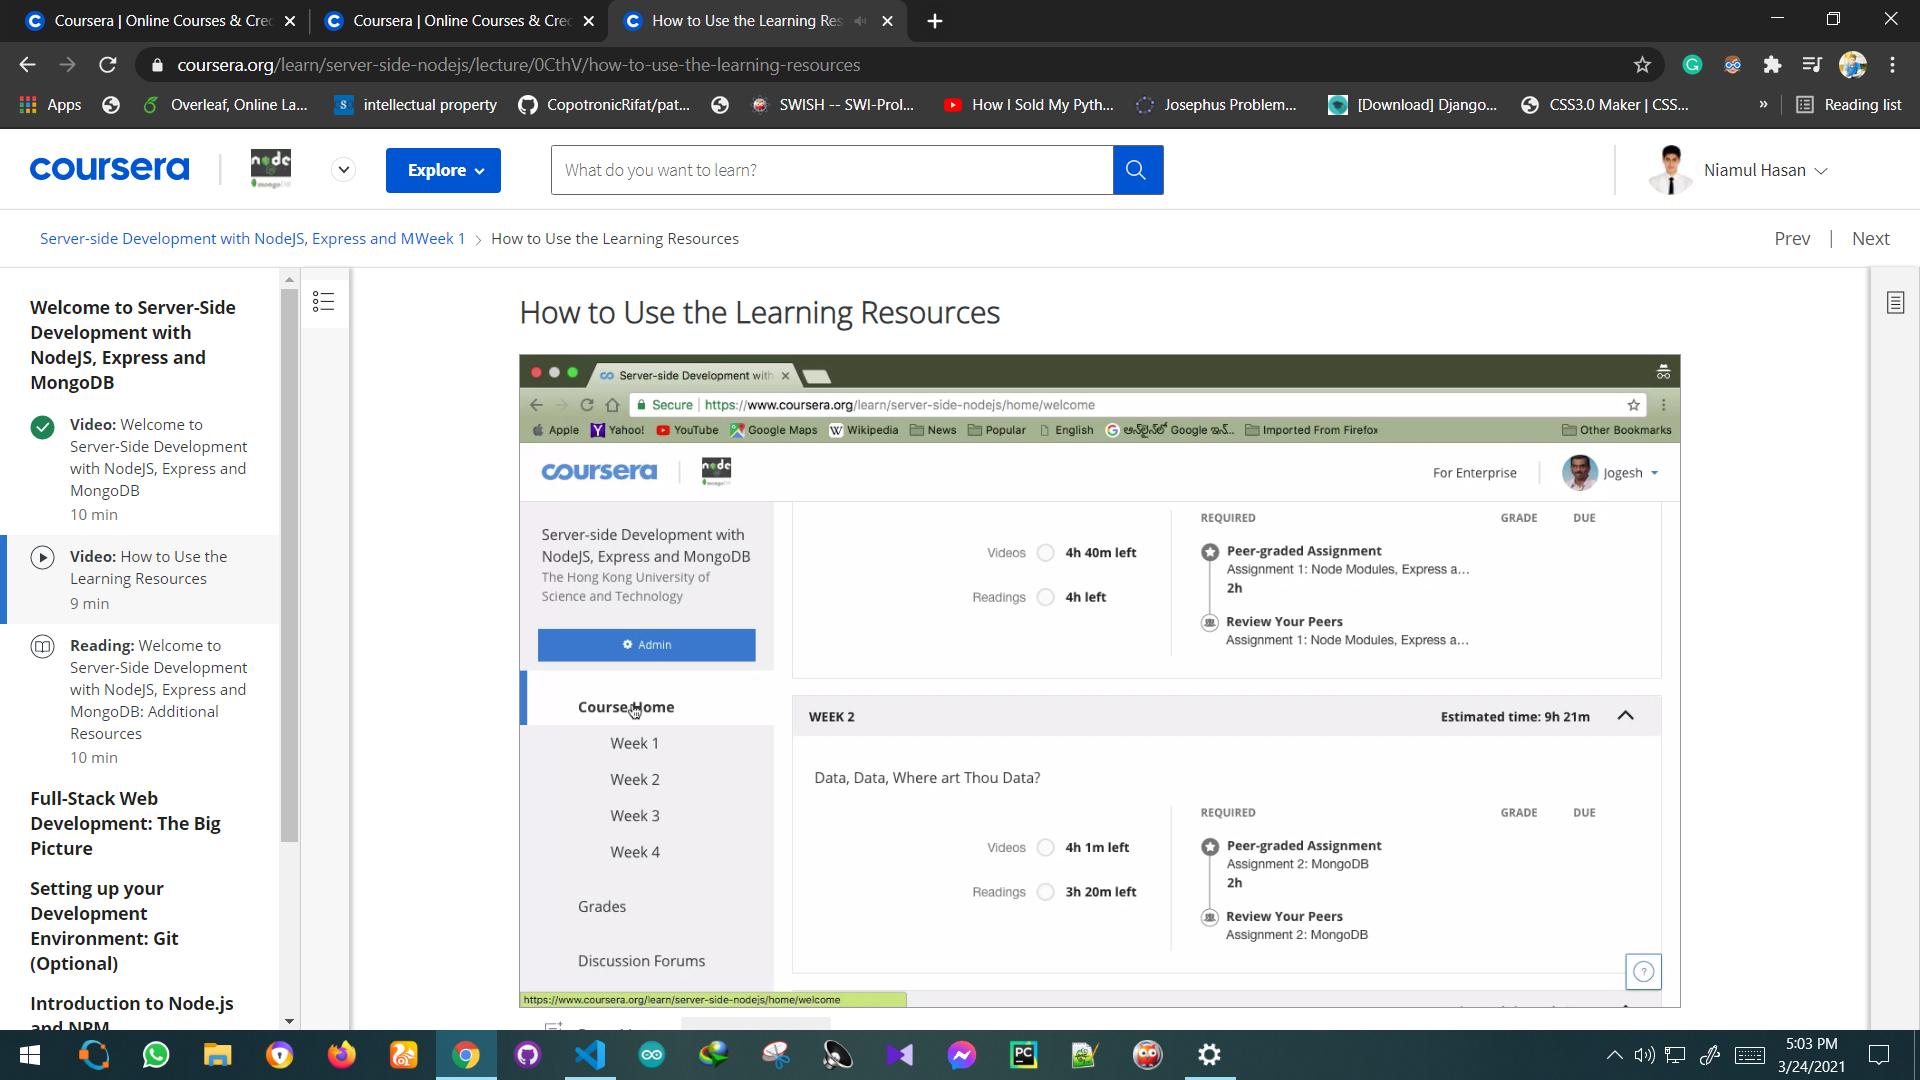 Coursera | Online Courses & Cre
Coursera | Online Courses & Cre
How to Use the Learning Res
coursera.org/learn/server-side-nodejs/lecture/0CthV/how-to-use-the-learning-resources
Apps
Overleaf, Online La...
intellectual property
CopotronicRifat/pat...
SWISH -- SWI-Prol...
How I Sold My Pyth...
Josephus Problem...
[Download] Django...
CSS3.0 Maker | CSS...
»
Reading list
coursera
node
Explore
What do you want to learn?
Niamul Hasan
Server-side Development with NodeJS, Express and MWeek 1 > How to Use the Learning Resources
Prev | Next
Welcome to Server-Side
Development with
NodeJS, Express and
MongoDB
Video: Welcome to
Server-Side Development
with NodeJS, Express and
MongoDB
10 min
Video: How to Use the
Learning Resources
9 min
Reading: Welcome to
Server-Side Development
with NodeJS, Express and
MongoDB: Additional
Resources
10 min
Full-Stack Web
Development: The Big
Picture
Setting up your
Development
Environment: Git
(Optional)
Introduction to Node.js
and NPM
How to Use the Learning Resources
Server-side Development with
Secure | https://www.coursera.org/learn/server-side-nodejs/home/welcome
Apple
Yahoo!
YouTube
Google Maps
Wikipedia
News
Popular
English
Google
Imported From Firefox
Other Bookmarks
coursera
node
For Enterprise
Jogesh
Server-side Development with
NodeJS, Express and MongoDB
The Hong Kong University of
Science and Technology
Admin
Course Home
Week 1
Week 2
Week 3
Week 4
Grades
Discussion Forums
https://www.coursera.org/learn/server-side-nodejs/home/welcome
Videos 4h 40m left
Readings 4h left
REQUIRED GRADE DUE
Peer-graded Assignment
Assignment 1: Node Modules, Express a...
2h
Review Your Peers
Assignment 1: Node Modules, Express a...
WEEK 2 Estimated time: 9h 21m
Data, Data, Where art Thou Data?
Videos 4h 1m left
Readings 3h 20m left
REQUIRED GRADE DUE
Peer-graded Assignment
Assignment 2: MongoDB
2h
Review Your Peers
Assignment 2: MongoDB
?
PC
5:03 PM
3/24/2021